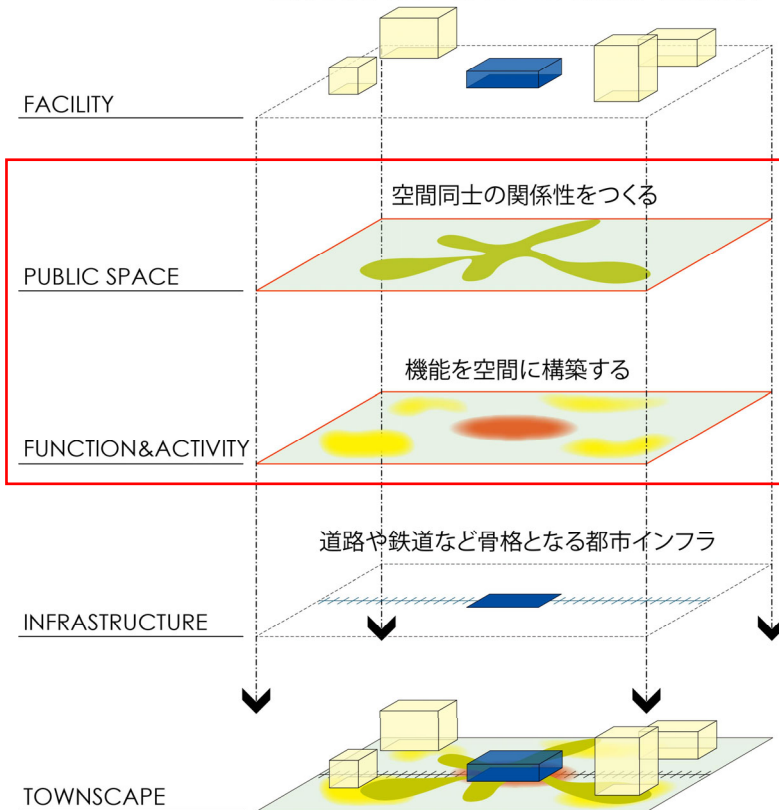 FACILITY
空間同士の関係性をつくる
PUBLIC SPACE
機能を空間に構築する
FUNCTION&ACTIVITY
道路や鉄道など骨格となる都市インフラ
INFRASTRUCTURE
TOWNSCAPE